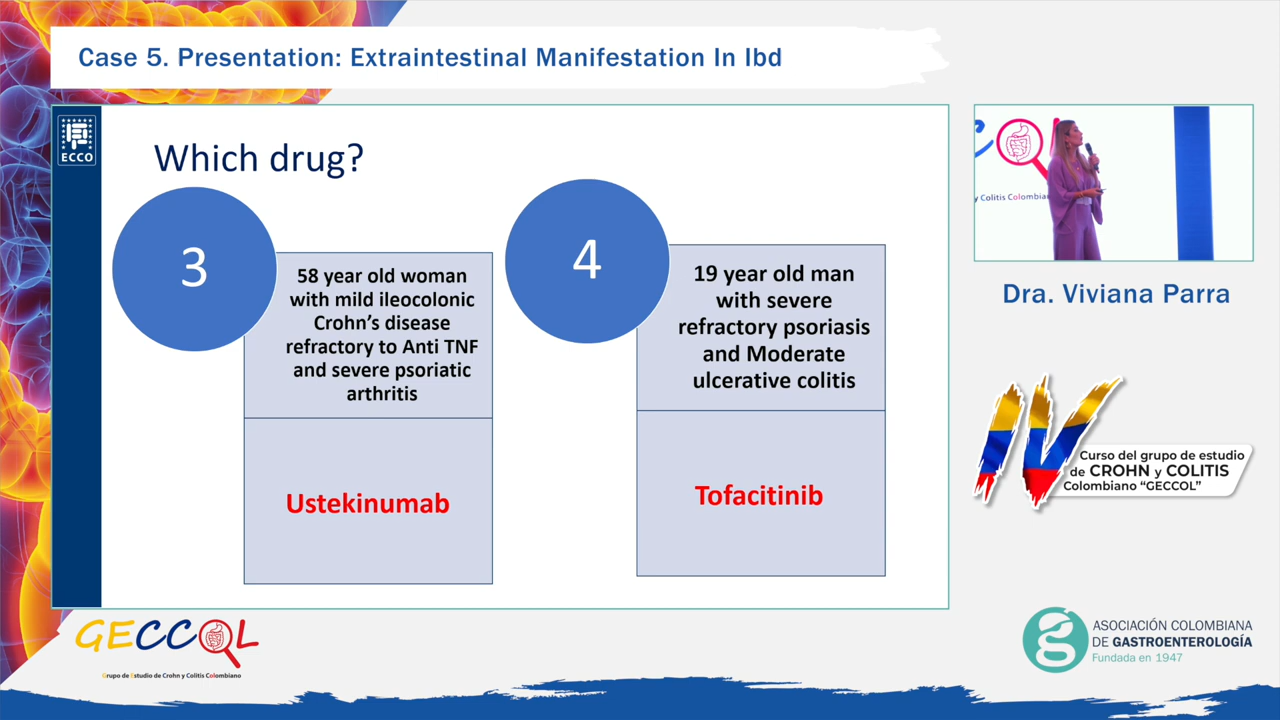 Case 5. Presentation: Extraintestinal Manifestation In Ibd
ECCO
Which drug?
3
58 year old woman
with mild ileocolonic
Crohn's disease
refractory to Anti TNF
and severe psoriatic
arthritis
Ustekinumab
4
19 year old man
with severe
refractory psoriasis
and Moderate
ulcerative colitis
Tofacitinib
y Colitis Colombian
Dra. Viviana Parra
IV
Curso del grupo de estudio
de CROHN y COLITIS
Colombiano "GECCOL"
GECCOL
Grupo de Estudio de Crohn y Colitis Colombiano
ASOCIACIÓN COLOMBIANA
DE GASTROENTEROLOGÍA
Fundada en 1947